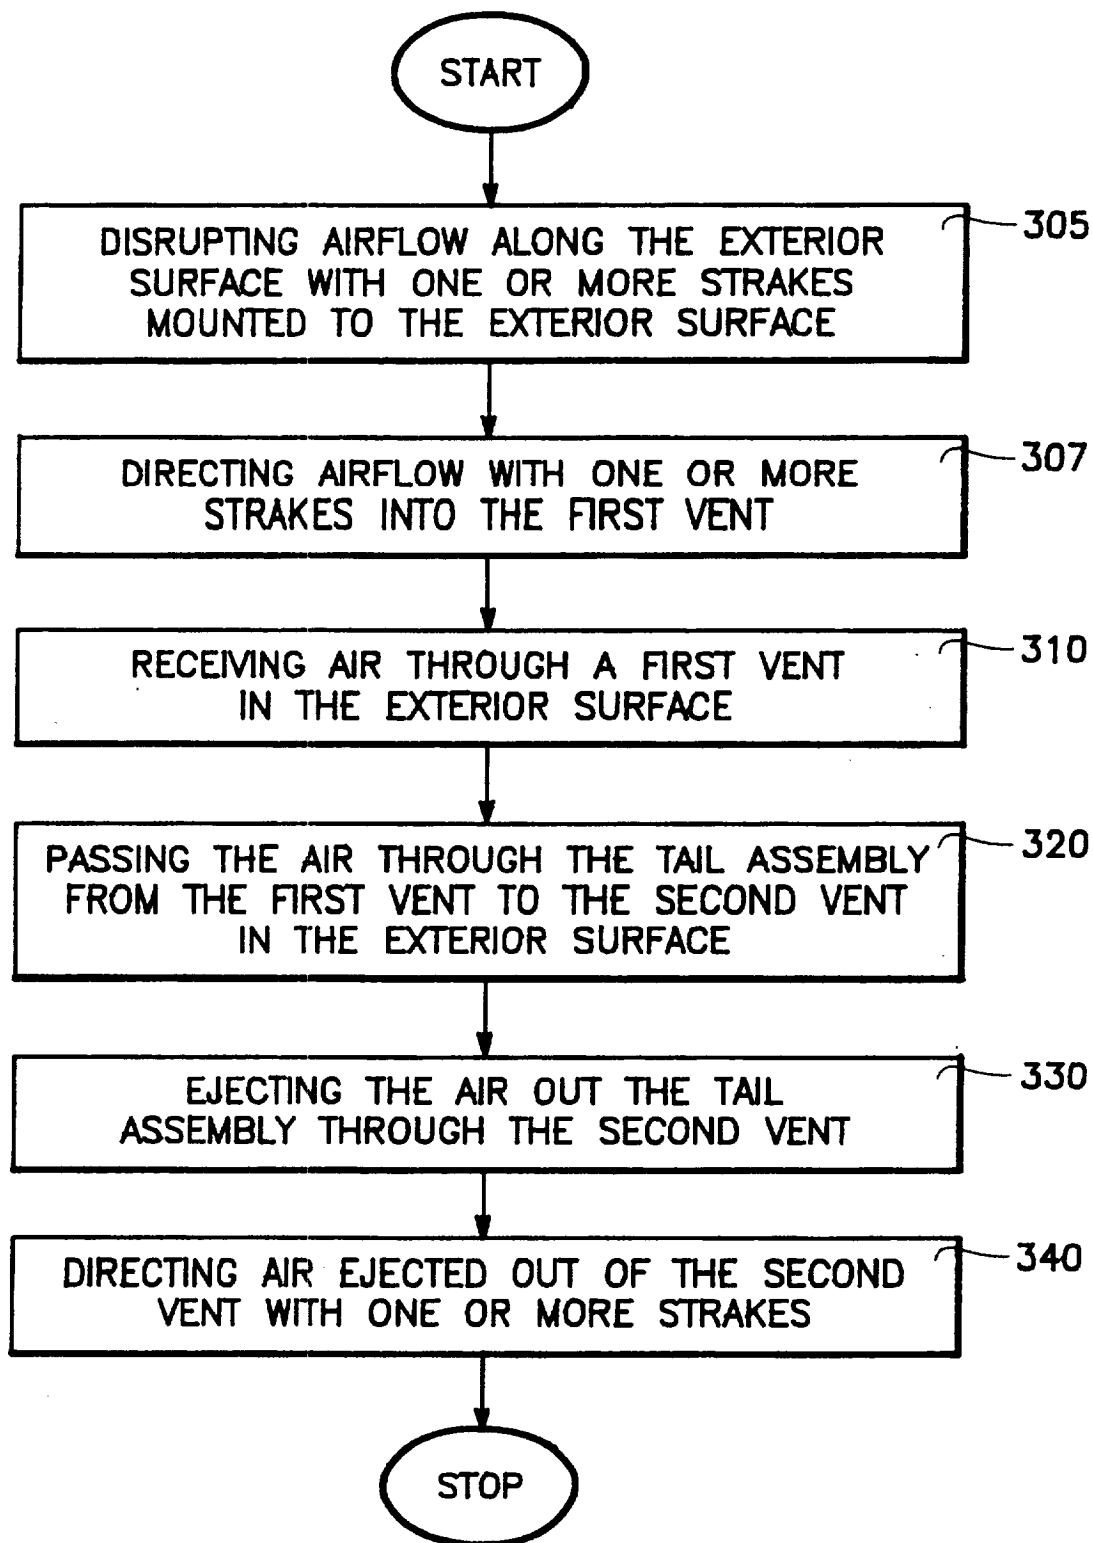 START
DISRUPTING AIRFLOW ALONG THE EXTERIOR
SURFACE WITH ONE OR MORE STRAKES
MOUNTED TO THE EXTERIOR SURFACE
305
DIRECTING AIRFLOW WITH ONE OR MORE
STRAKES INTO THE FIRST VENT
307
RECEIVING AIR THROUGH A FIRST VENT
IN THE EXTERIOR SURFACE
310
PASSING THE AIR THROUGH THE TAIL ASSEMBLY
FROM THE FIRST VENT TO THE SECOND VENT
IN THE EXTERIOR SURFACE
320
EJECTING THE AIR OUT THE TAIL
ASSEMBLY THROUGH THE SECOND VENT
330
DIRECTING AIR EJECTED OUT OF THE SECOND
VENT WITH ONE OR MORE STRAKES
340
STOP